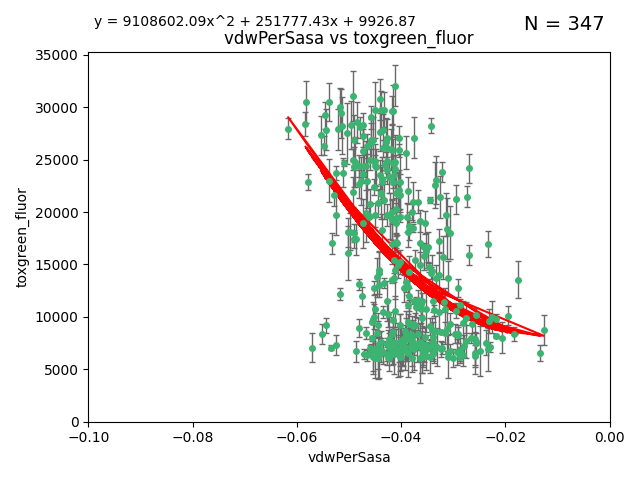 y = 9108602.09x^2 + 251777.43x + 9926.87
N = 347
vdwPerSasa vs toxgreen_fluor
35000
30000
25000
20000
15000
10000
5000
0
toxgreen_fluor
−0.10 −0.08 −0.06 −0.04 −0.02 0.00
vdwPerSasa